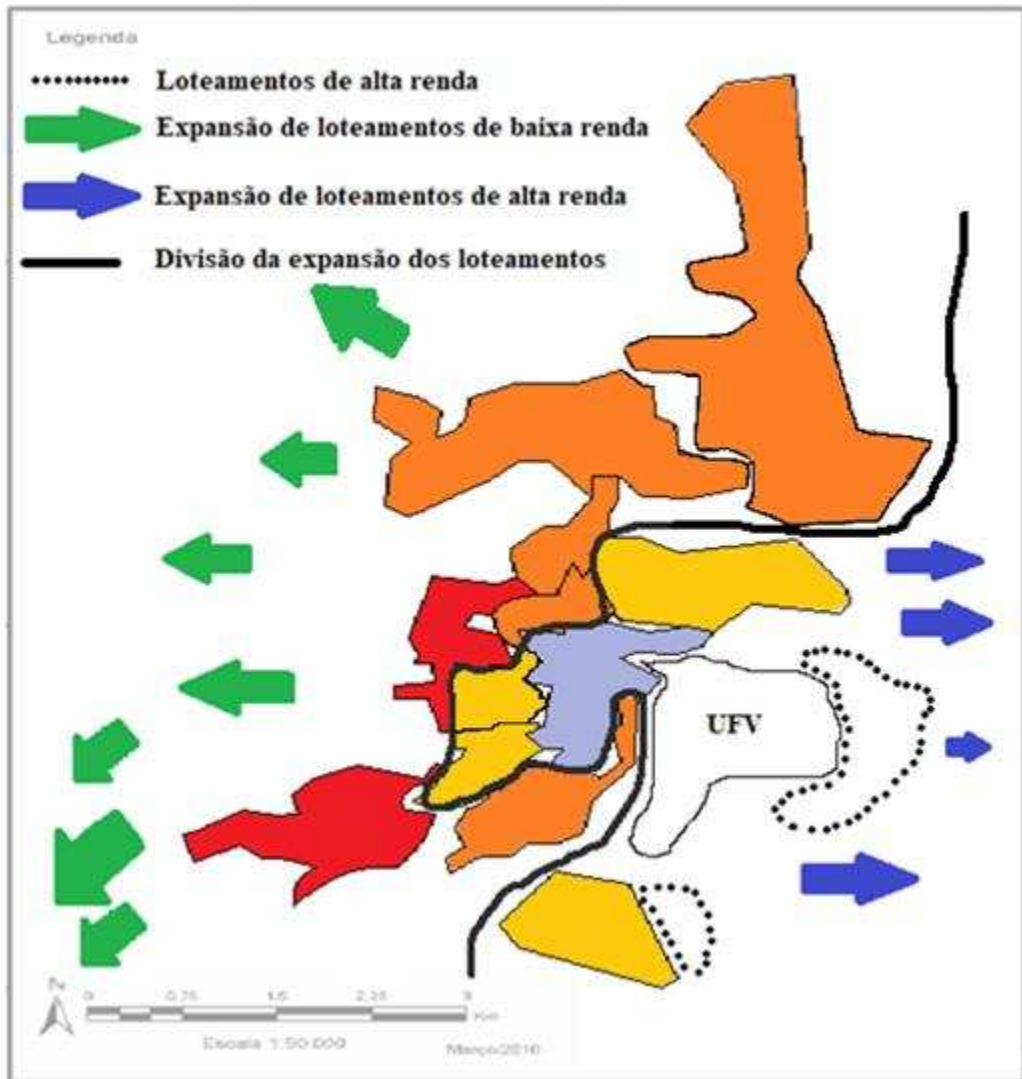 Legenda
Loteamentos de alta renda
Expansão de loteamentos de baixa renda
Expansão de loteamentos de alta renda
Divisão da expansão dos loteamentos
UFV
N
0 0,75 1,5 2,25 3
Km
Escala 1:50.000
Março/2010